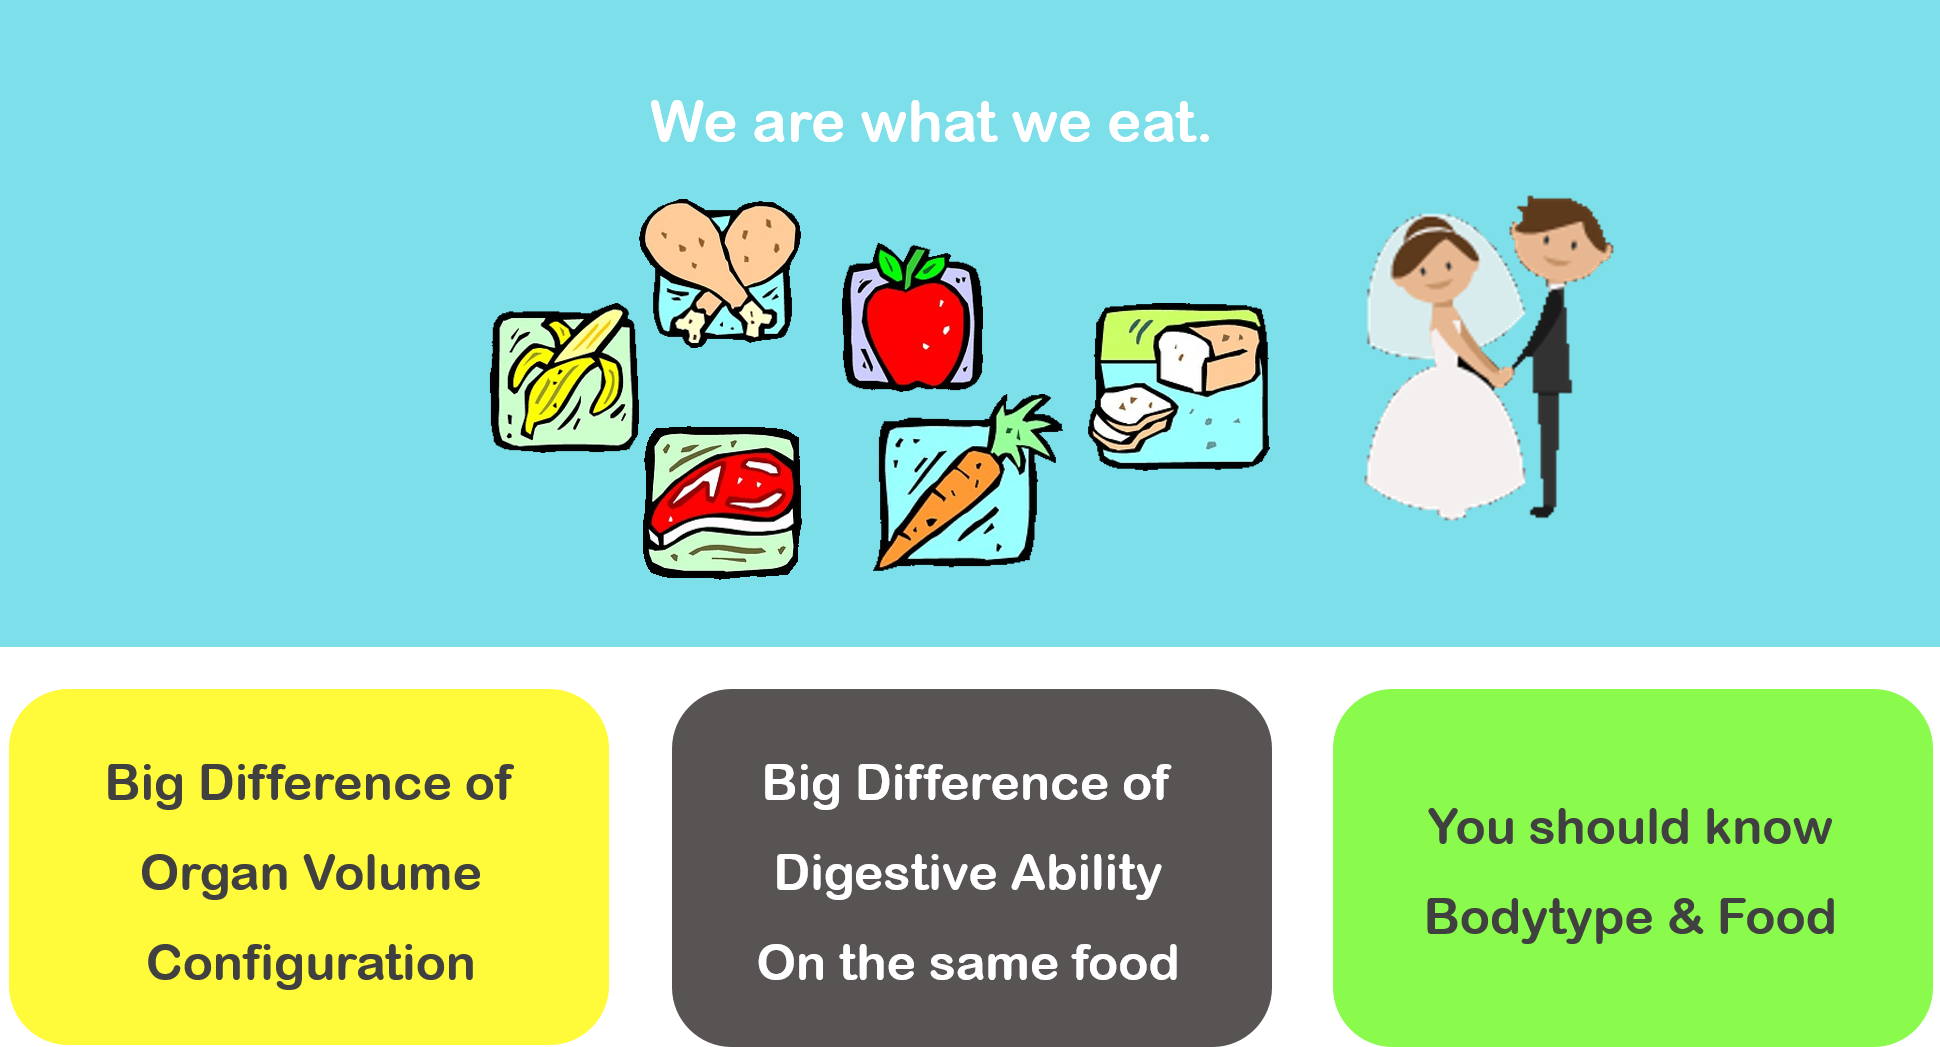 We are what we eat.
Big Difference of
Organ Volume
Configuration
Big Difference of
Digestive Ability
On the same food
You should know
Bodytype & Food